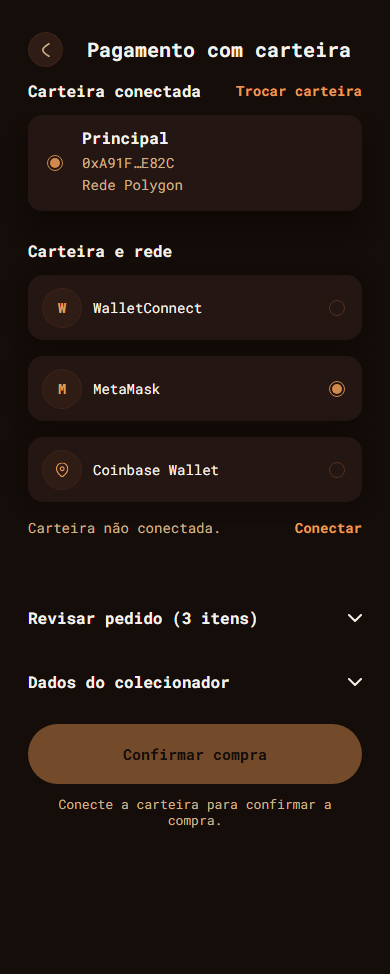 Pagamento com carteira
Carteira conectada
Trocar carteira
Principal
0xA91F…E82C
Rede Polygon
Carteira e rede
W
WalletConnect
M
MetaMask
Coinbase Wallet
Carteira não conectada.
Conectar
Revisar pedido (3 itens)
Dados do colecionador
Confirmar compra
Conecte a carteira para confirmar a
compra.